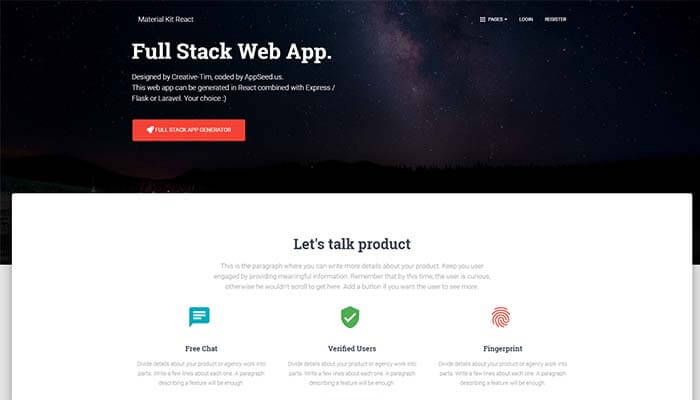 Material Kit React
PAGES
LOGIN
REGISTER
Full Stack Web App.
Designed by Creative-Tim, coded by AppSeed.us.
This web app can be generated in React combined with Express /
Flask or Laravel. Your choice :)
FULL STACK APP GENERATOR
Let's talk product
This is the paragraph where you can write more details about your product. Keep you user
engaged by providing meaningful information. Remember that by this time, the user is curious,
otherwise he wouldn't scroll to get here. Add a button if you want the user to see more.
Free Chat
Divide details about your product or agency work into
parts. Write a few lines about each one. A paragraph
describing a feature will be enough.
Verified Users
Divide details about your product or agency work into
parts. Write a few lines about each one. A paragraph
describing a feature will be enough.
Fingerprint
Divide details about your product or agency work into
parts. Write a few lines about each one. A paragraph
describing a feature will be enough.